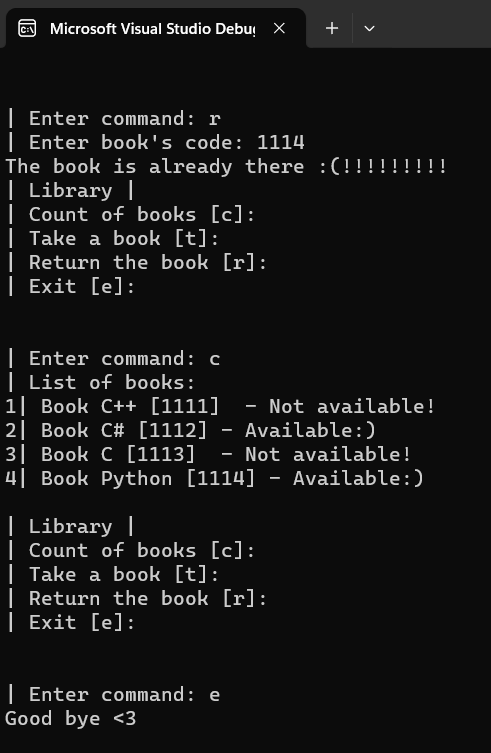 Microsoft Visual Studio Debu
| Enter command: r
| Enter book's code: 1114
The book is already there :(!!!!!!!!!
| Library |
| Count of books [c]:
| Take a book [t]:
| Return the book [r]:
| Exit [e]:
| Enter command: c
| List of books:
1| Book C++ [1111]  - Not available!
2| Book C# [1112] - Available:)
3| Book C [1113]  - Not available!
4| Book Python [1114] - Available:)
| Library |
| Count of books [c]:
| Take a book [t]:
| Return the book [r]:
| Exit [e]:
| Enter command: e
Good bye <3